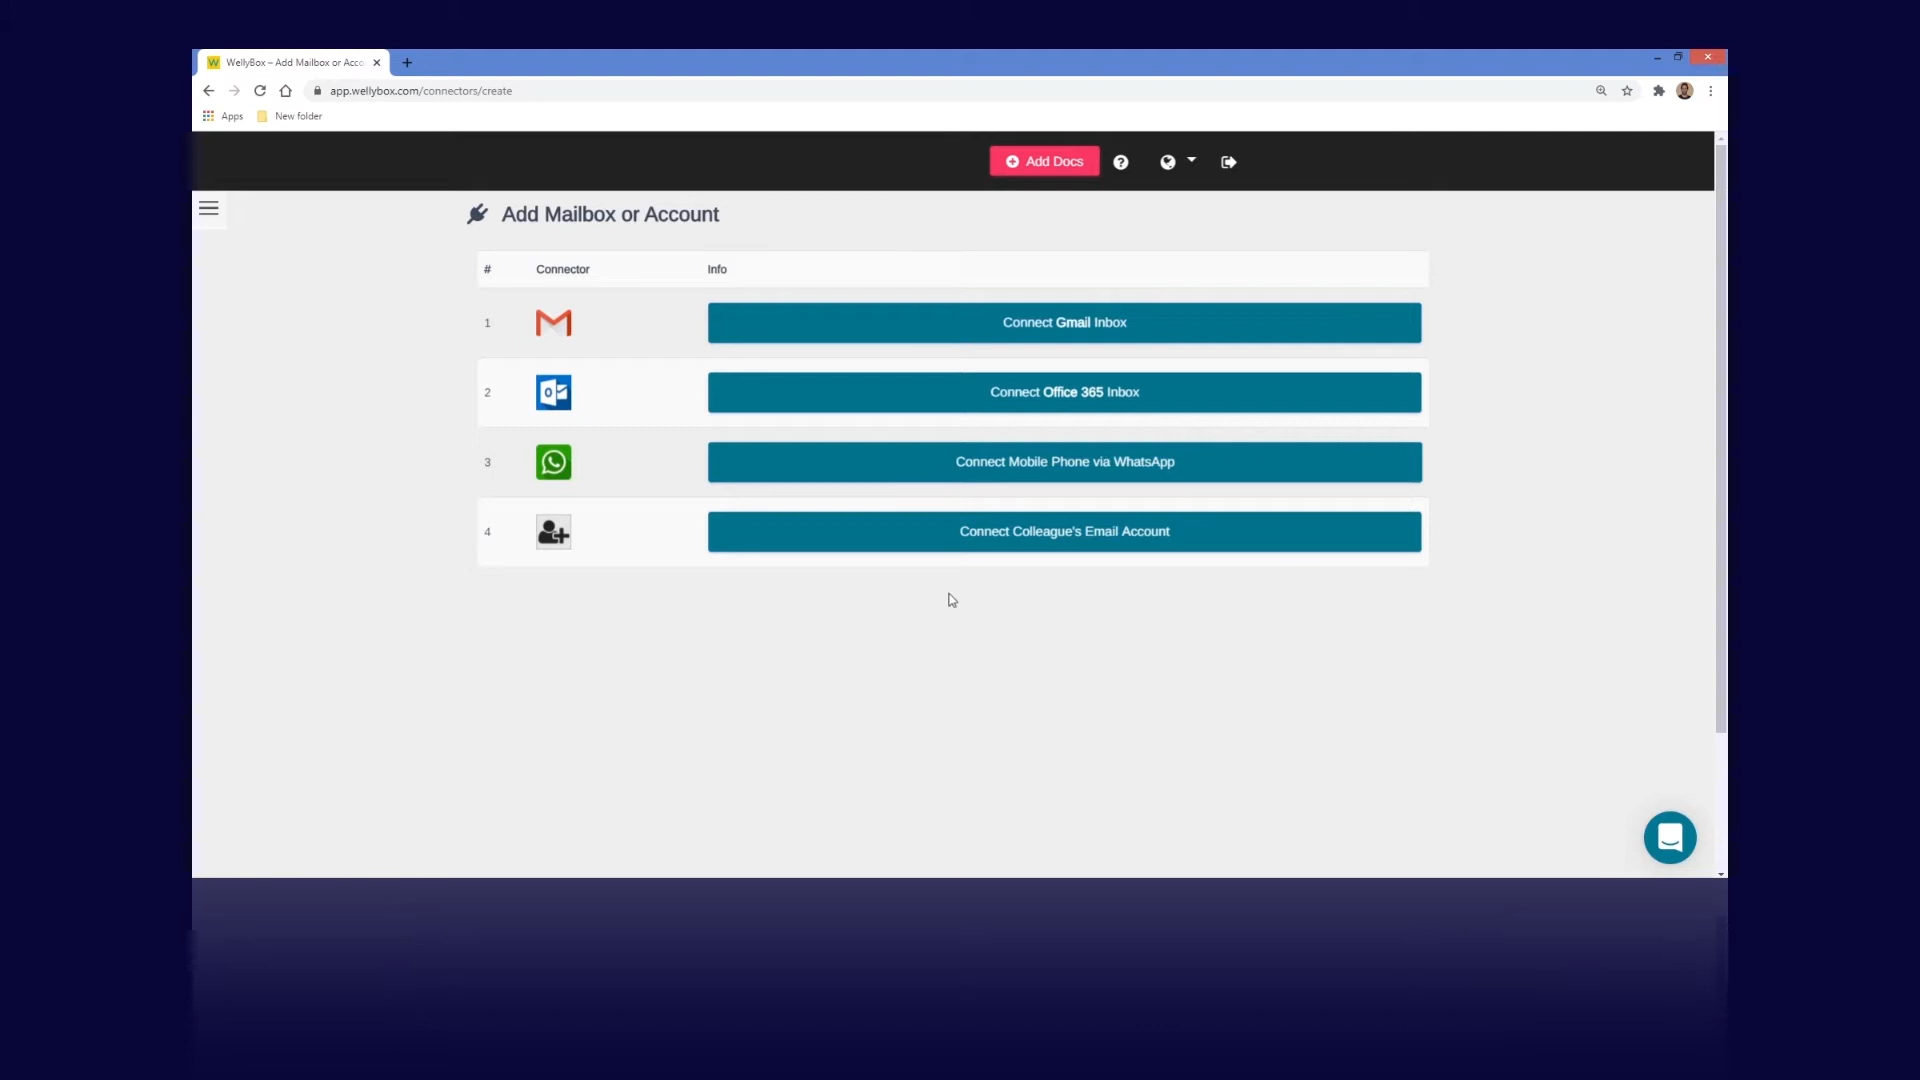 WellyBox – Add Mailbox or Acco
app.wellybox.com/connectors/create
Apps
New folder
Add Docs
Add Mailbox or Account
# Connector Info
1 Connect Gmail Inbox
2 Connect Office 365 Inbox
3 Connect Mobile Phone via WhatsApp
4 Connect Colleague's Email Account